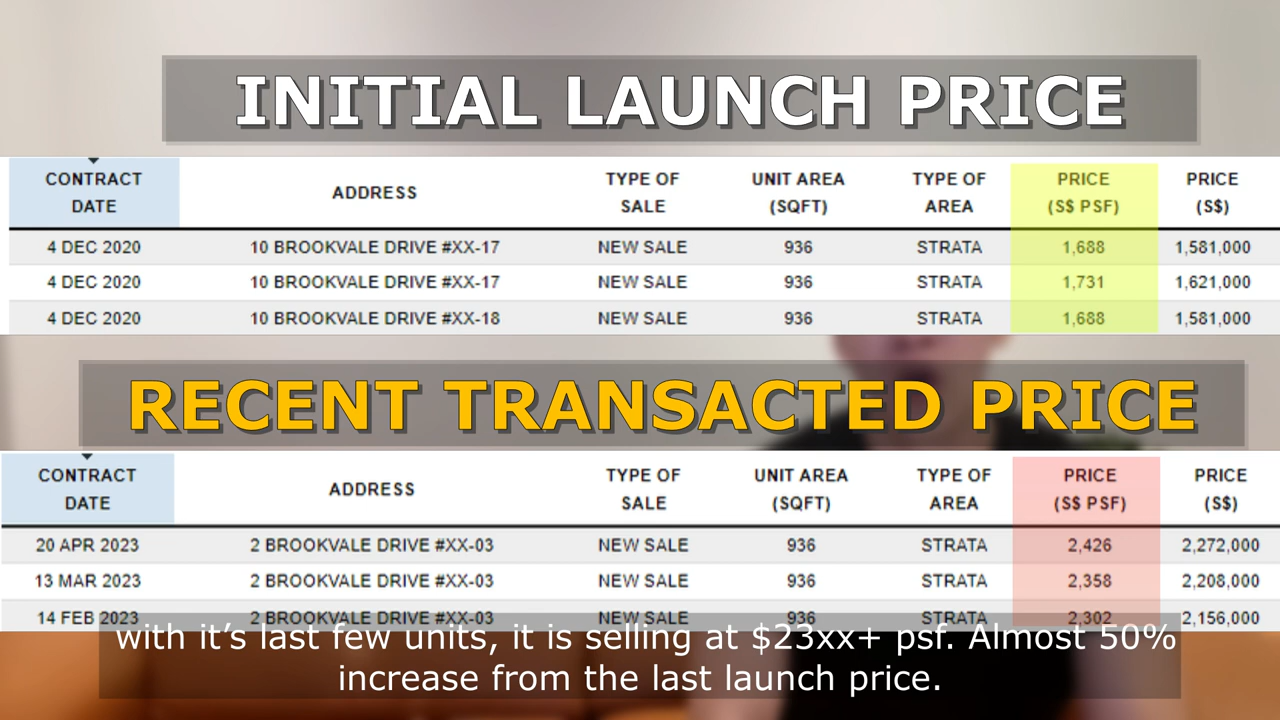 INITIAL LAUNCH PRICE
CONTRACT DATE ADDRESS TYPE OF SALE UNIT AREA (SQFT) TYPE OF AREA PRICE (S$ PSF) PRICE (S$)
4 DEC 2020 10 BROOKVALE DRIVE #XX-17 NEW SALE 936 STRATA 1,688 1,581,000
4 DEC 2020 10 BROOKVALE DRIVE #XX-17 NEW SALE 936 STRATA 1,731 1,621,000
4 DEC 2020 10 BROOKVALE DRIVE #XX-18 NEW SALE 936 STRATA 1,688 1,581,000
RECENT TRANSACTED PRICE
CONTRACT DATE ADDRESS TYPE OF SALE UNIT AREA (SQFT) TYPE OF AREA PRICE (S$ PSF) PRICE (S$)
20 APR 2023 2 BROOKVALE DRIVE #XX-03 NEW SALE 936 STRATA 2,426 2,272,000
13 MAR 2023 2 BROOKVALE DRIVE #XX-03 NEW SALE 936 STRATA 2,358 2,208,000
14 FEB 2023 2 BROOKVALE DRIVE #XX-03 NEW SALE 936 STRATA 2,302 2,156,000
with it's last few units, it is selling at $23xx+ psf. Almost 50%
increase from the last launch price.